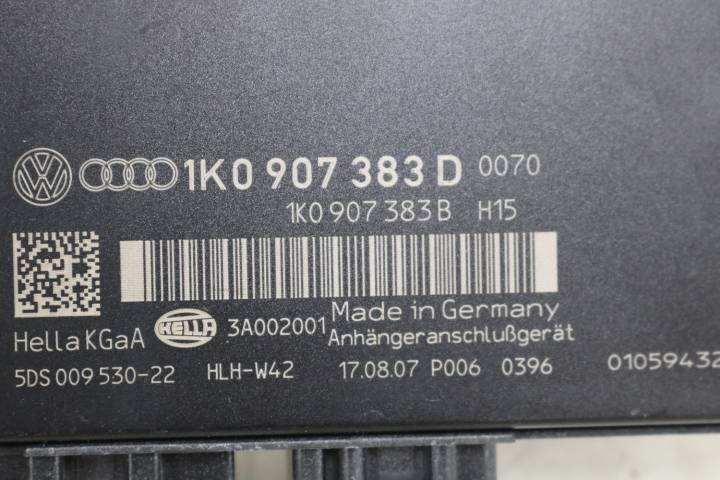 1K0 907 383 D 0070
1K0 907 383 B H15
Made in Germany
Hella KGaA HELLA 3A002001 Anhängeranschlußgerät
5DS 009 530-22 HLH-W42 17.08.07 P006 0396 01059432